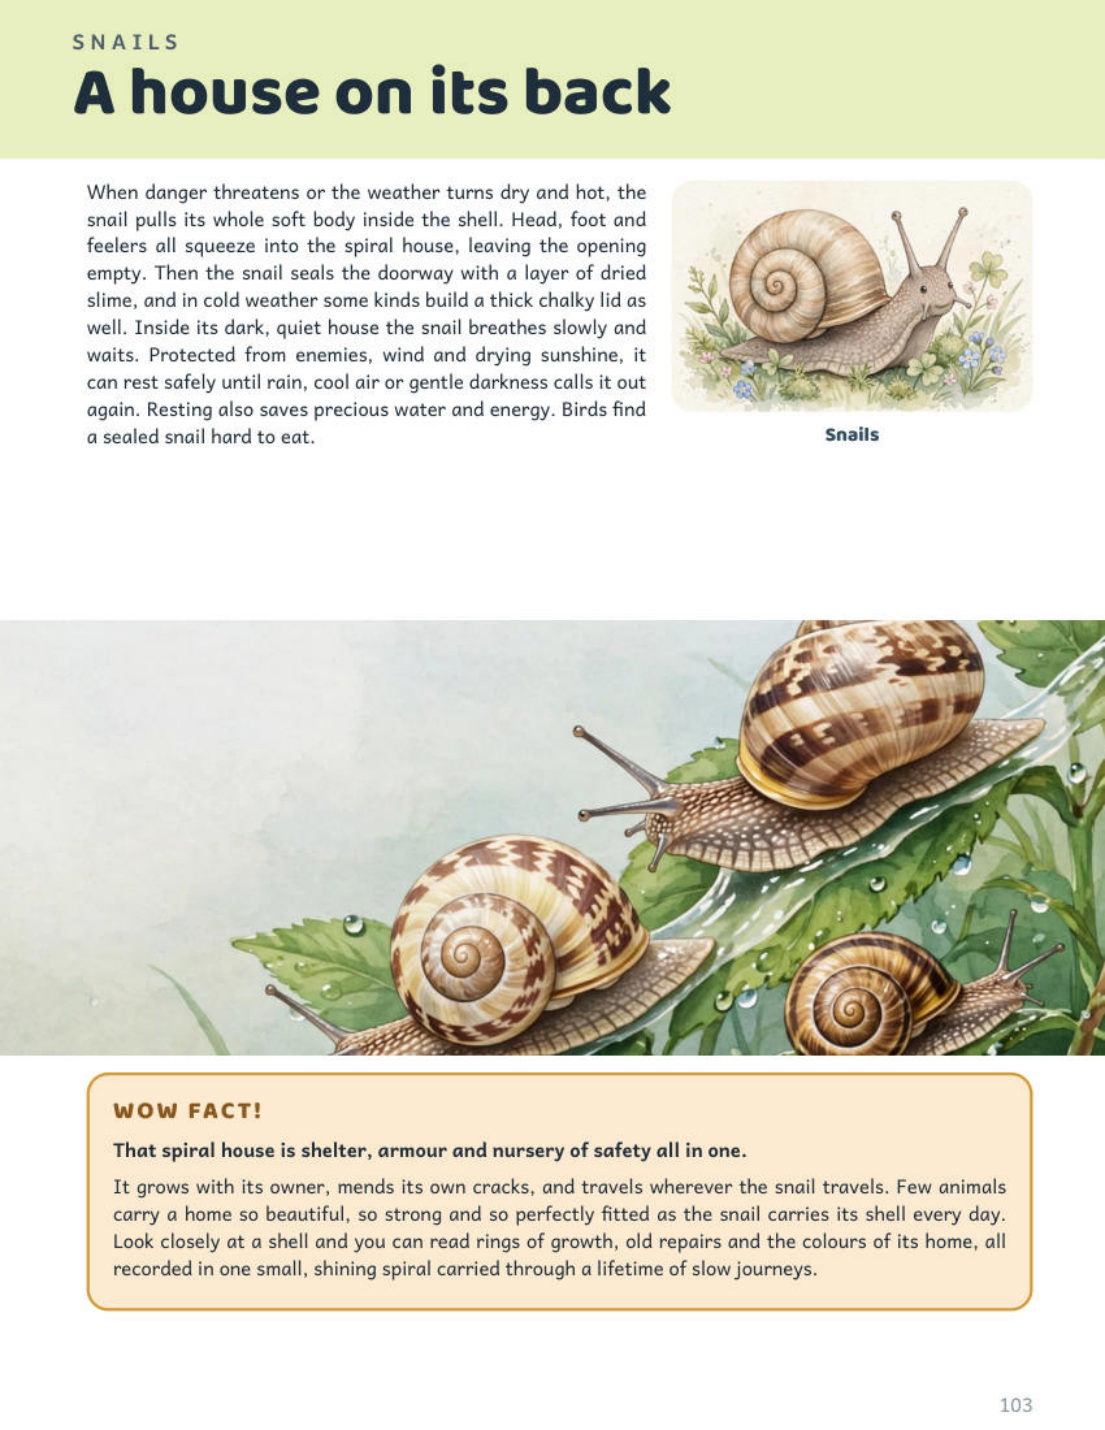 SNAILS
A house on its back
When danger threatens or the weather turns dry and hot, the
snail pulls its whole soft body inside the shell. Head, foot and
feelers all squeeze into the spiral house, leaving the opening
empty. Then the snail seals the doorway with a layer of dried
slime, and in cold weather some kinds build a thick chalky lid as
well. Inside its dark, quiet house the snail breathes slowly and
waits. Protected from enemies, wind and drying sunshine, it
can rest safely until rain, cool air or gentle darkness calls it out
again. Resting also saves precious water and energy. Birds find
a sealed snail hard to eat.
Snails
WOW FACT!
That spiral house is shelter, armour and nursery of safety all in one.
It grows with its owner, mends its own cracks, and travels wherever the snail travels. Few animals
carry a home so beautiful, so strong and so perfectly fitted as the snail carries its shell every day.
Look closely at a shell and you can read rings of growth, old repairs and the colours of its home, all
recorded in one small, shining spiral carried through a lifetime of slow journeys.
103